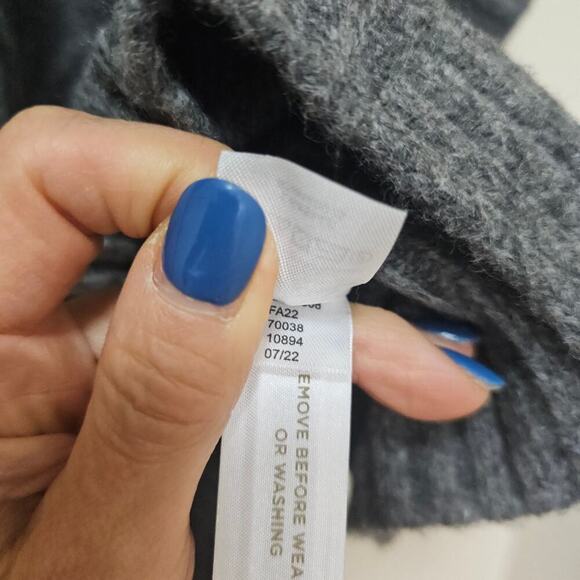 FA22
70038
10894
07/22
EMOVE BEFORE WEA
OR WASHING